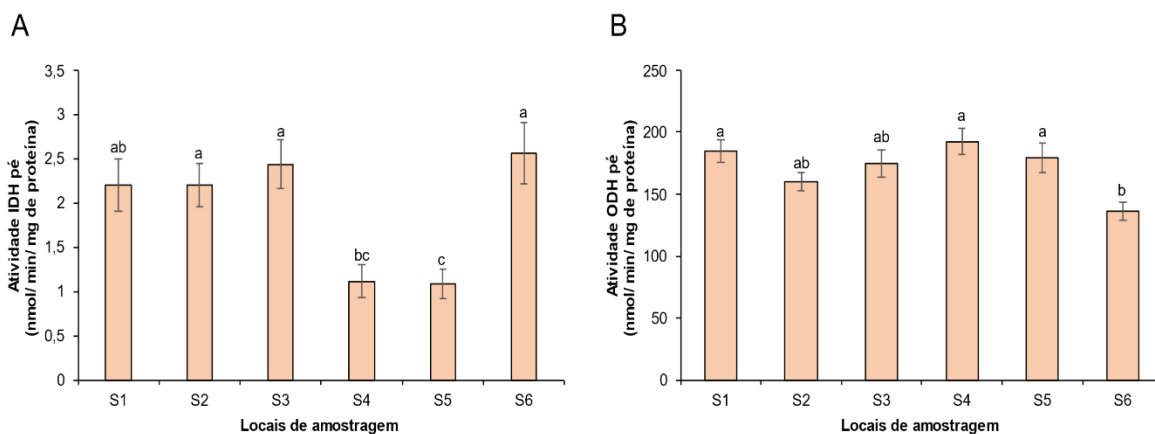 A
Atividade IDH pé
(nmol/ min/ mg de proteína)
3,5
3
2,5
2
1,5
1
0,5
0
ab
a
a
bc
c
a
S1
S2
S3
S4
S5
S6
Locais de amostragem
B
Atividade ODH pé
(nmol/ min/ mg de proteína)
250
200
150
100
50
0
a
ab
ab
a
a
b
S1
S2
S3
S4
S5
S6
Locais de amostragem